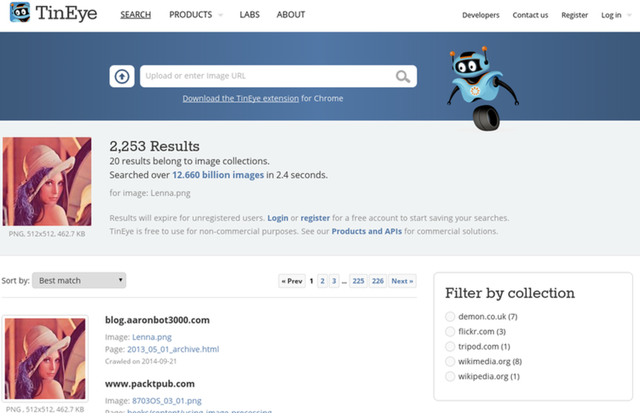 TinEye
SEARCH PRODUCTS LABS ABOUT
Developers Contact us Register Log in
Upload or enter Image URL
Download the TinEye extension for Chrome
2,253 Results
20 results belong to image collections.
Searched over 12.660 billion images in 2.4 seconds.
for image: Lenna.png
PNG, 512x512, 462.7 KB
Results will expire for unregistered users. Login or register for a free account to start saving your searches.
TinEye is free to use for non-commercial purposes. See our Products and APIs for commercial solutions.
Sort by: Best match
« Prev 1 2 3 ... 225 226 Next »
Filter by collection
demon.co.uk (7)
flickr.com (3)
tripod.com (1)
wikimedia.org (8)
wikipedia.org (1)
blog.aaronbot3000.com
Image: Lenna.png
Page: 2013_05_01_archive.html
Crawled on 2014-09-21
www.packtpub.com
Image: 8703OS_03_01.png
Page: books/content/using-image-processing
PNG , 512x512, 462.7 KB